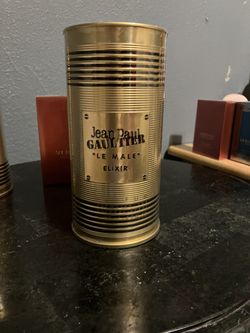 Jean Paul
GAULTIER
"LE MALE"
ELIXIR